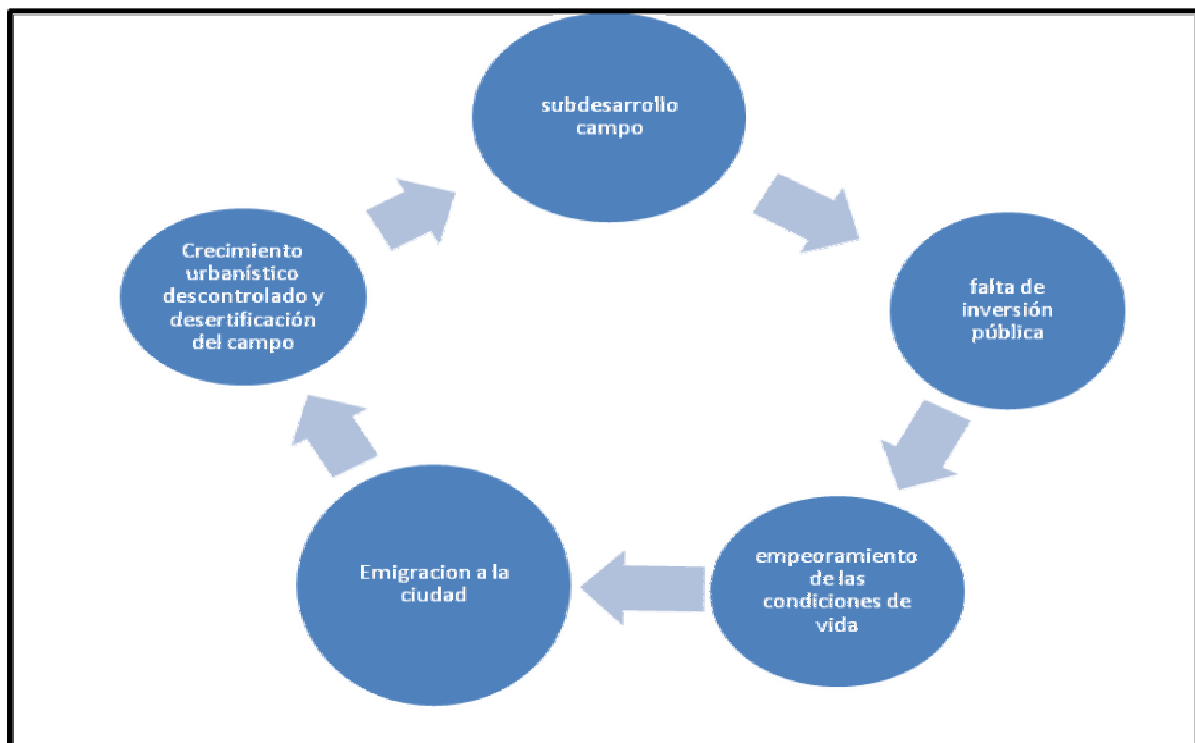 subdesarrollo
campo
falta de
inversión
pública
empeoramiento
de las
condiciones de
vida
Emigracion a la
ciudad
Crecimiento
urbanístico
descontrolado y
desertificación
del campo